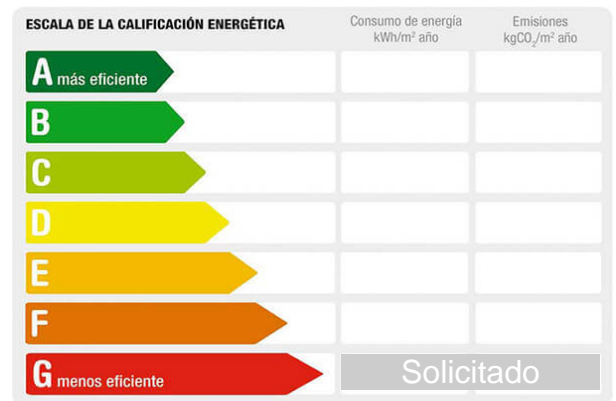 ESCALA DE LA CALIFICACIÓN ENERGÉTICA
Consumo de energía
kWh/m² año
Emisiones
kgCO₂/m² año
A más eficiente
B
C
D
E
F
G menos eficiente
Solicitado